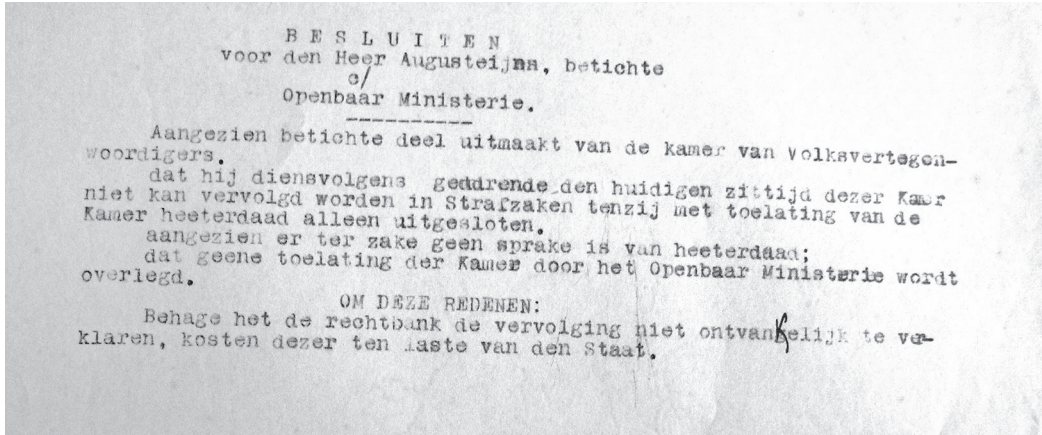 B E S L U I T E N
voor den Heer Augusteijns, betichte
c/
Openbaar Ministerie.
Aangezien betichte deel uitmaakt van de kamer van Volksvertegen-
woordigers.
dat hij diensvolgens gedurende den huidigen zittijd dezer Kamer
niet kan vervolgd worden in Strafzaken tenzij met toelating van de
Kamer heeterdaad alleen uitgesloten.
aangezien er ter zake geen sprake is van heeterdaad;
dat geene toelating der Kamer door het Openbaar Ministerie wordt
overlegd.
OM DEZE REDENEN:
Behage het de rechtbank de vervolging niet ontvankelijk te ver-
klaren, kosten dezer ten laste van den Staat.